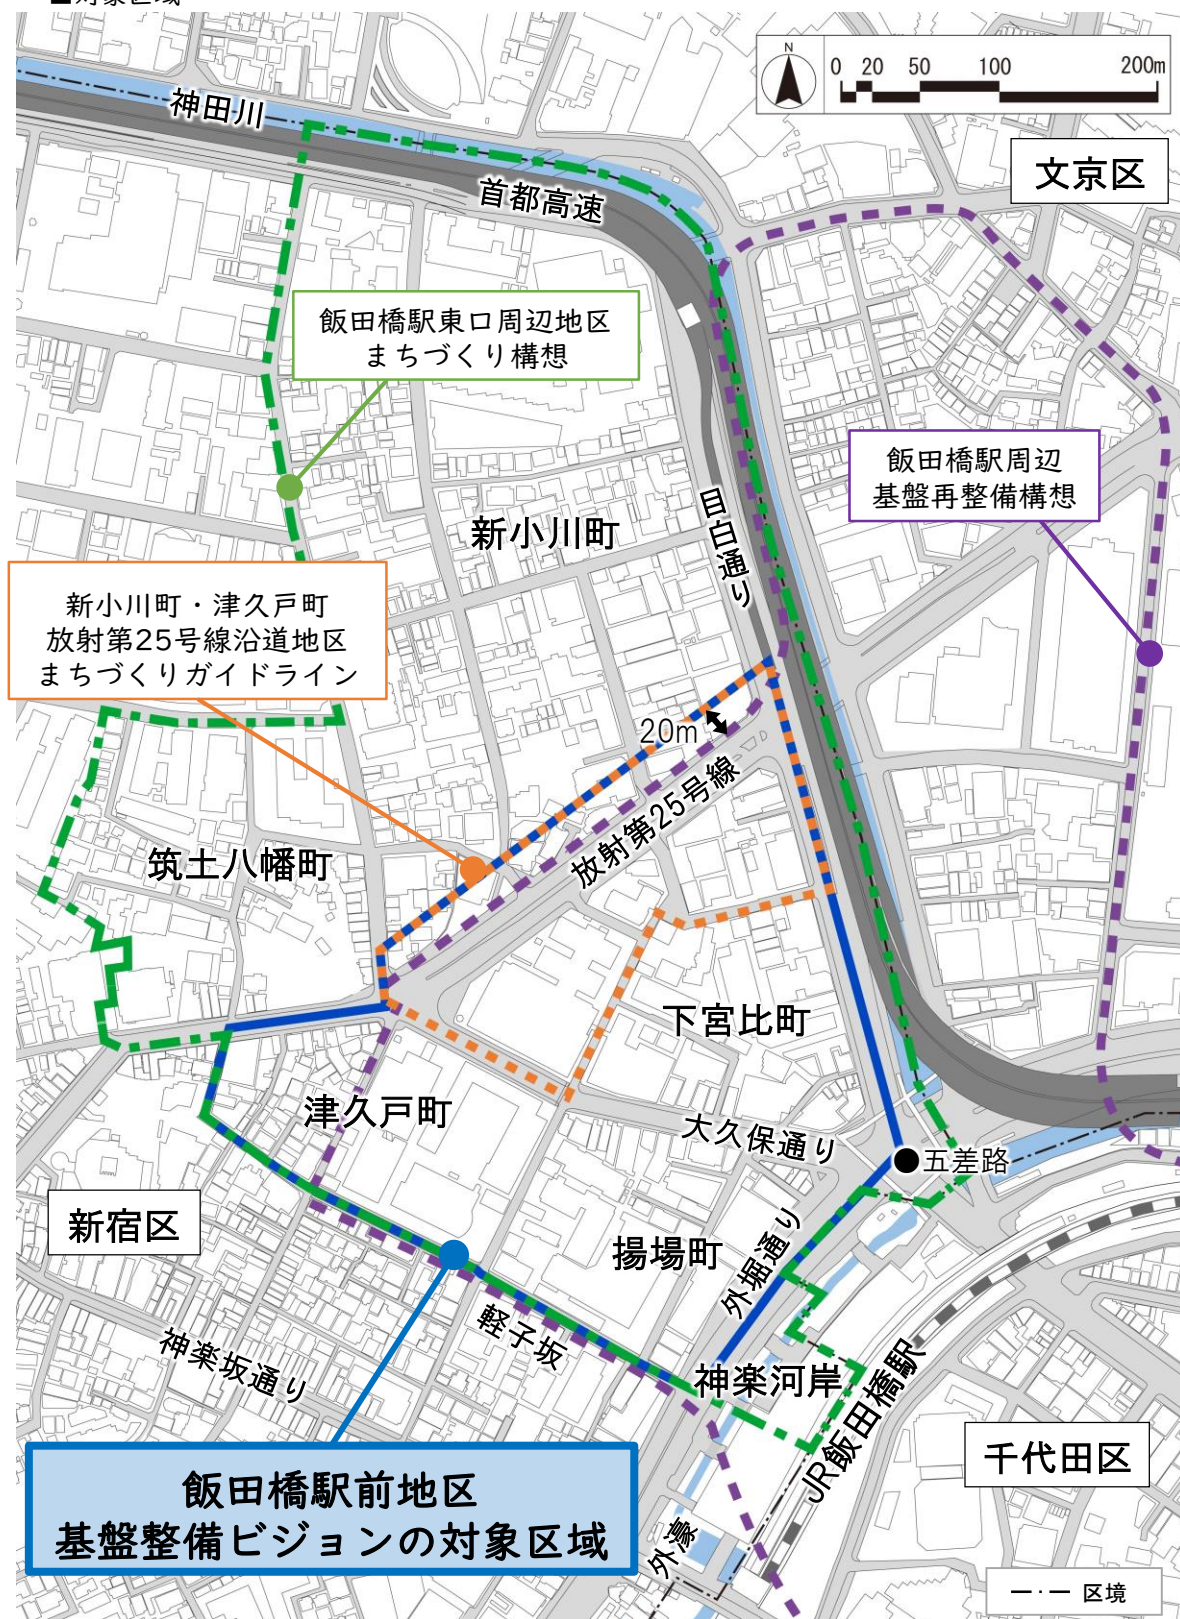 ■対象区域
N
0 20 50 100 200m
神田川
文京区
首都高速
飯田橋駅東口周辺地区
まちづくり構想
飯田橋駅周辺
基盤再整備構想
目白通り
新小川町
新小川町・津久戸町
放射第25号線沿道地区
まちづくりガイドライン
20m
放射第25号線
筑土八幡町
下宮比町
津久戸町
大久保通り
五差路
新宿区
揚場町
外堀通り
軽子坂
神楽坂通り
神楽河岸
JR飯田橋駅
千代田区
飯田橋駅前地区
基盤整備ビジョンの対象区域
外濠
区境